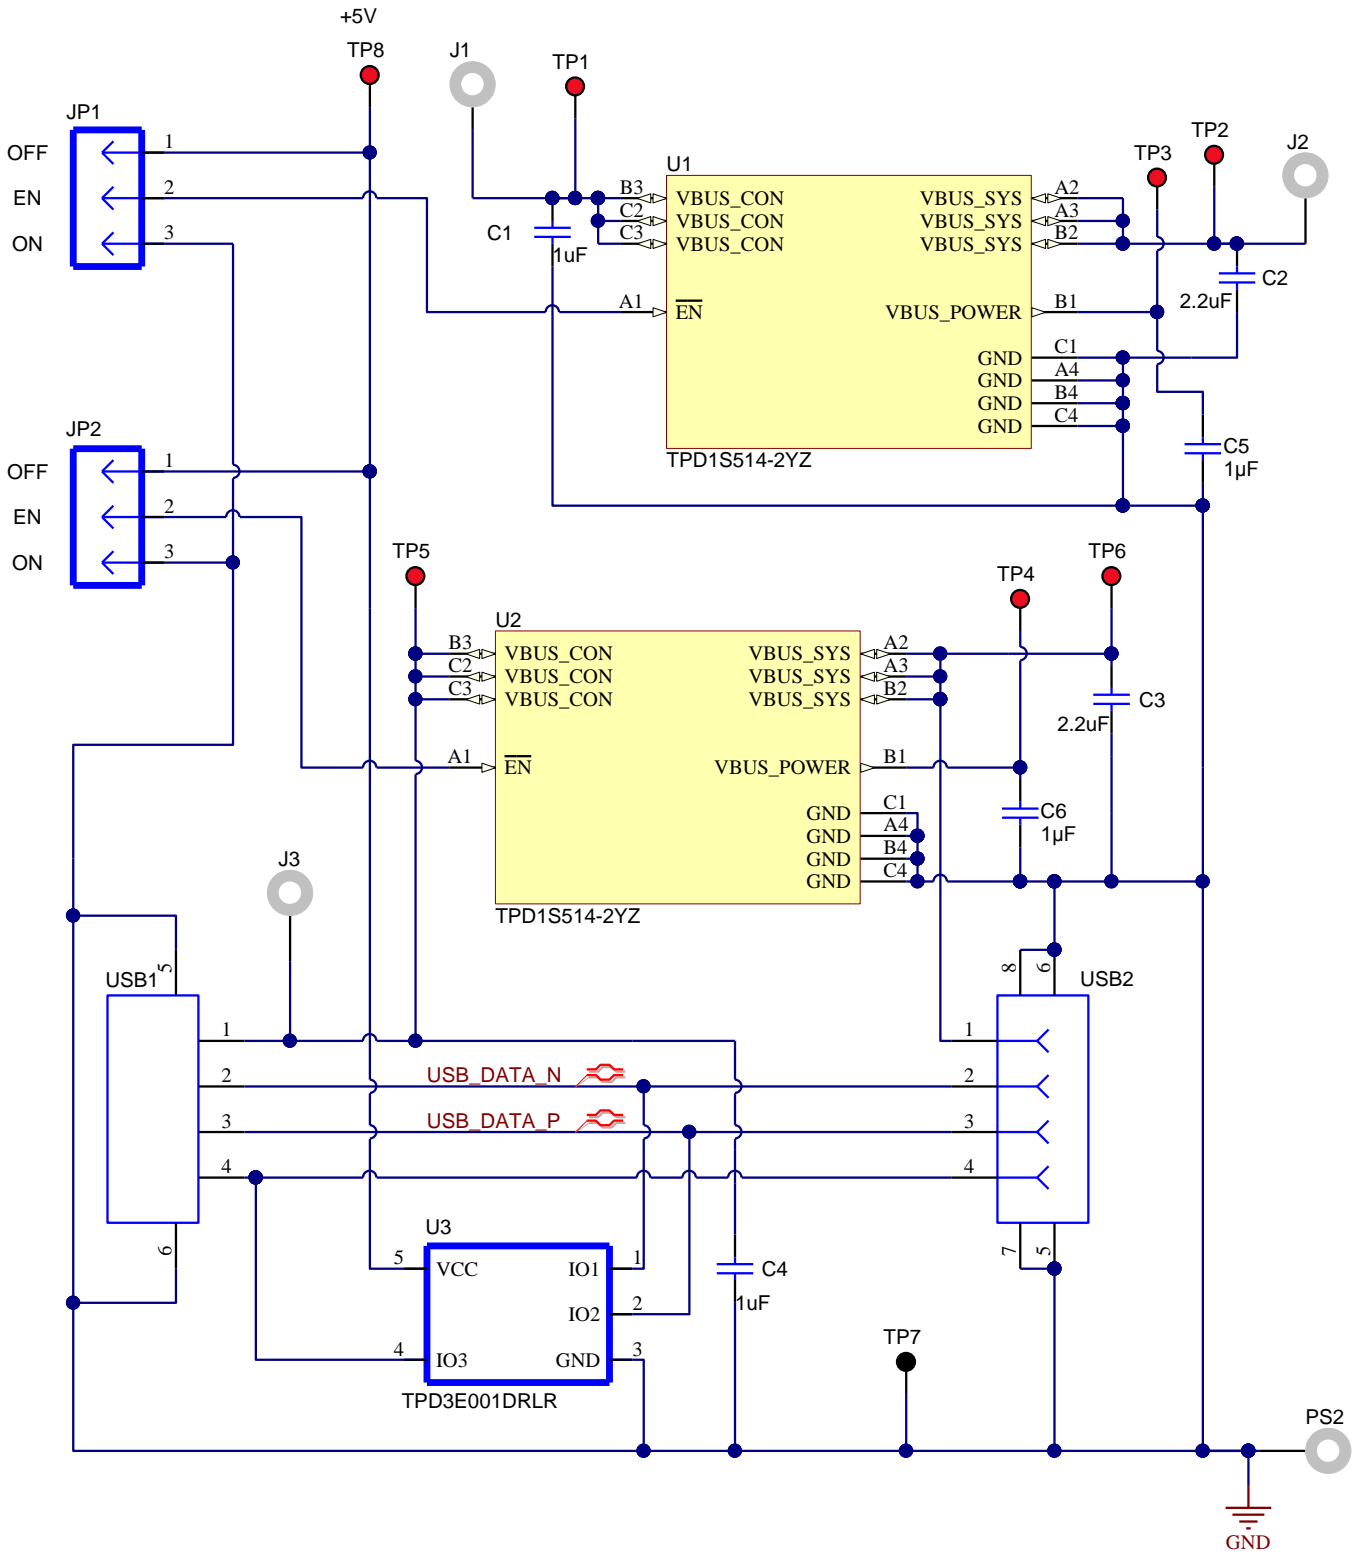 +5V
TP8
J1
TP1
JP1
OFF 1
EN 2
ON 3
TP2
TP3
J2
U1
B3 VBUS_CON VBUS_SYS A2
C2 VBUS_CON VBUS_SYS A3
C3 VBUS_CON VBUS_SYS B2
C1
1uF
C2
2.2uF
A1 EN VBUS_POWER B1
GND C1
GND A4
GND B4
GND C4
TPD1S514-2YZ
C5
1µF
JP2
OFF 1
EN 2
ON 3
TP5
TP4
TP6
U2
B3 VBUS_CON VBUS_SYS A2
C2 VBUS_CON VBUS_SYS A3
C3 VBUS_CON VBUS_SYS B2
C3
2.2uF
A1 EN VBUS_POWER B1
C6
1µF
GND C1
GND A4
GND B4
GND C4
TPD1S514-2YZ
J3
USB1
5
1
2
3
4
6
USB_DATA_N
USB_DATA_P
USB2
8 6
1
2
3
4
7 5
U3
5 VCC IO1 1
IO2 2
4 IO3 GND 3
TPD3E001DRLR
C4
1uF
TP7
PS2
GND